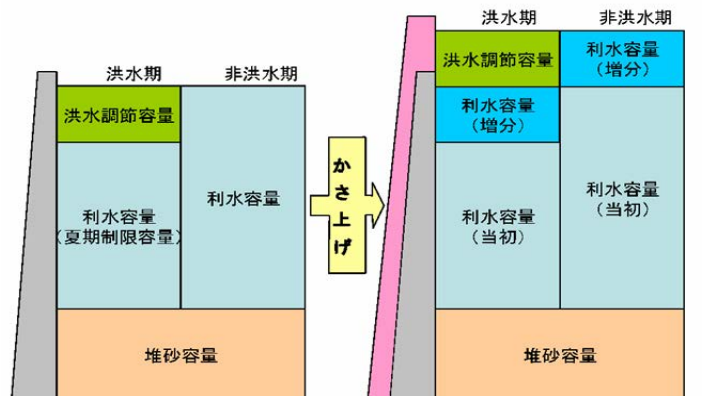 洪水期
非洪水期
洪水調節容量
利水容量
(夏期制限容量)
利水容量
堆砂容量
かさ上げ
洪水期
非洪水期
洪水調節容量
利水容量
(増分)
利水容量
(増分)
利水容量
(当初)
利水容量
(当初)
堆砂容量